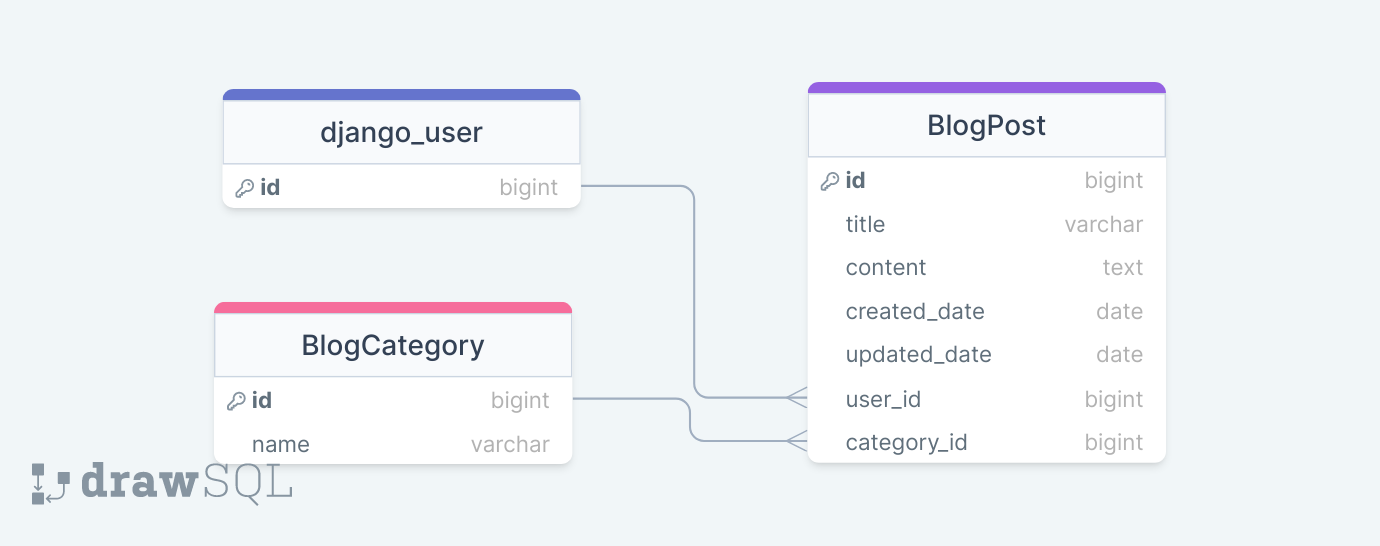 django_user
id bigint
BlogCategory
id bigint
name varchar
BlogPost
id bigint
title varchar
content text
created_date date
updated_date date
user_id bigint
category_id bigint
drawSQL